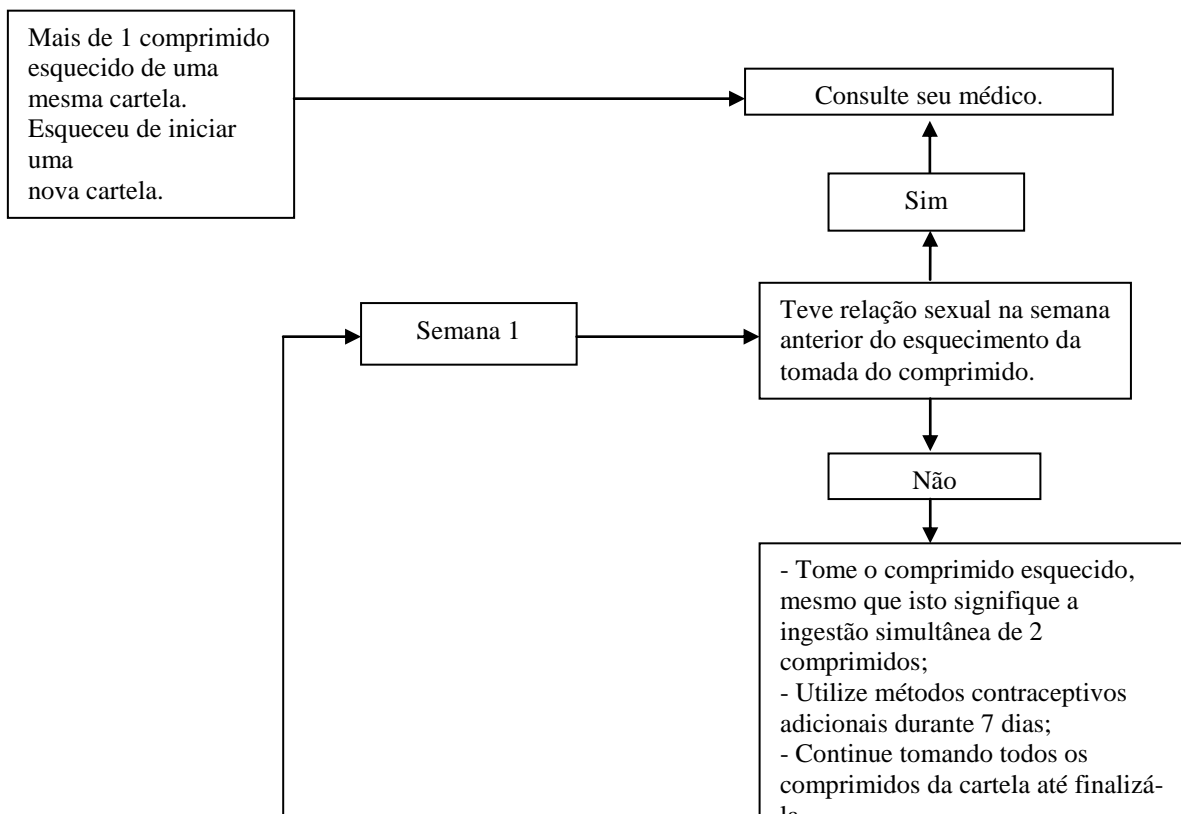 Mais de 1 comprimido
esquecido de uma
mesma cartela.
Esqueceu de iniciar
uma
nova cartela.
Consulte seu médico.
Sim
Semana 1
Teve relação sexual na semana
anterior do esquecimento da
tomada do comprimido.
Não
- Tome o comprimido esquecido,
mesmo que isto signifique a
ingestão simultânea de 2
comprimidos;
- Utilize métodos contraceptivos
adicionais durante 7 dias;
- Continue tomando todos os
comprimidos da cartela até finalizá-